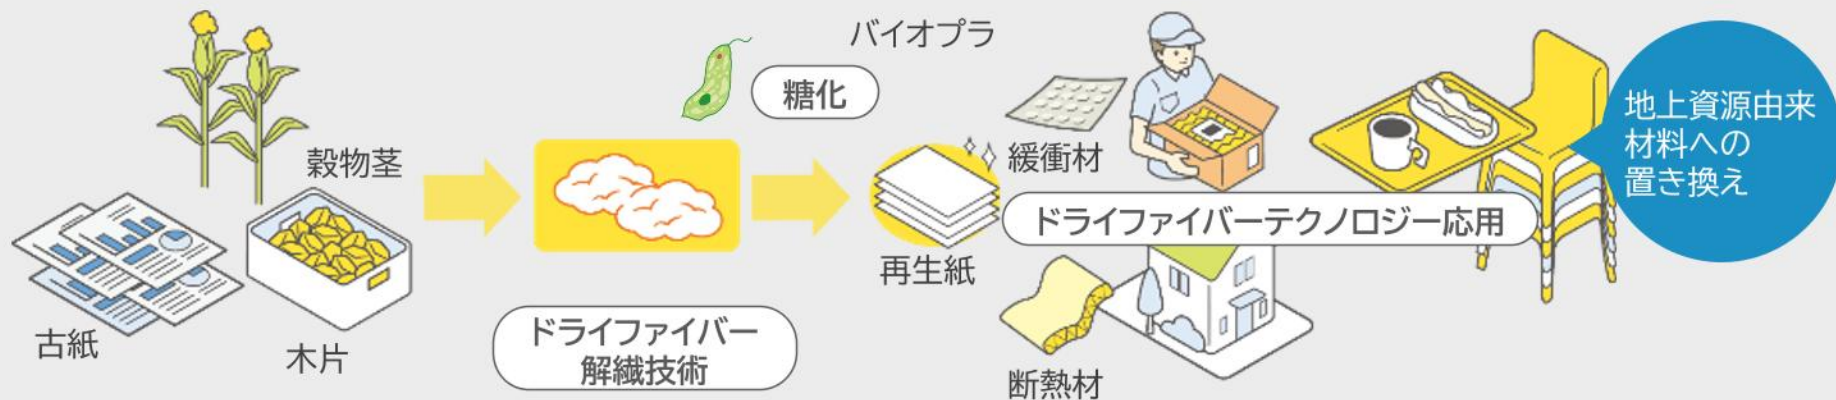 穀物茎
古紙
木片
ドライファイバー
解繊技術
糖化
バイオプラ
再生紙
緩衝材
ドライファイバーテクノロジー応用
断熱材
地上資源由来
材料への
置き換え